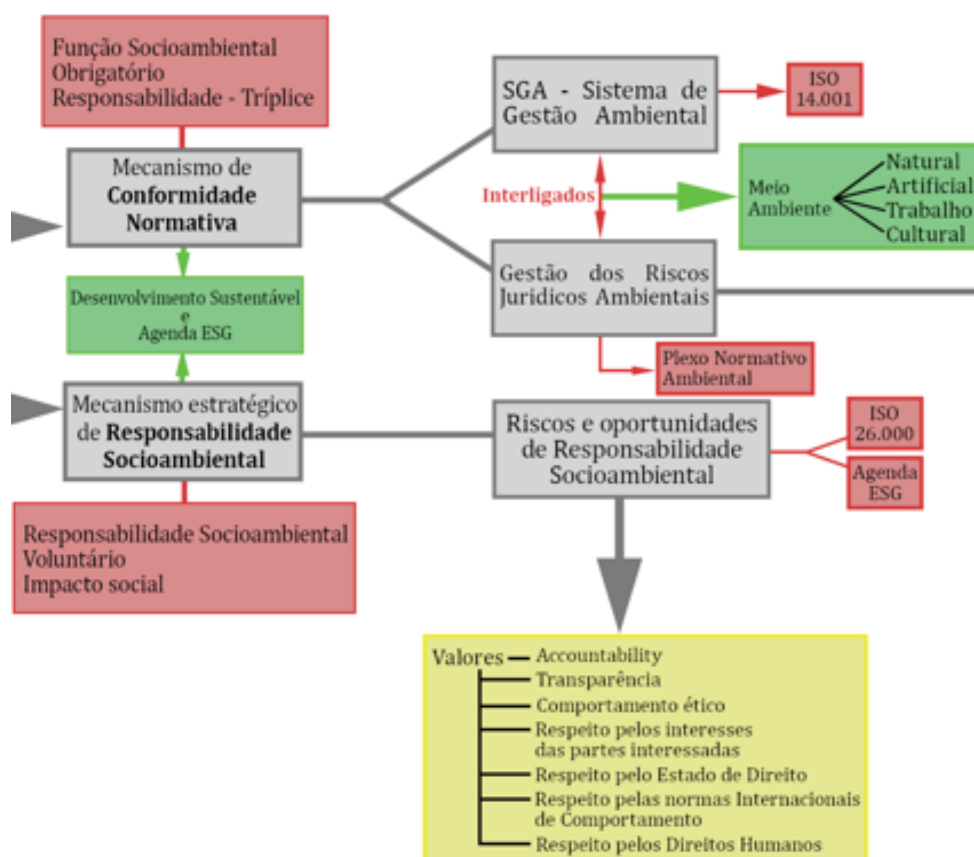 Função Socioambiental
Obrigatório
Responsabilidade - Tríplice
Mecanismo de
Conformidade
Normativa
Desenvolvimento Sustentável
e
Agenda ESG
Mecanismo estratégico
de Responsabilidade
Socioambiental
Responsabilidade Socioambiental
Voluntário
Impacto social
SGA - Sistema de
Gestão Ambiental
ISO
14.001
Interligados
Meio
Ambiente
Natural
Artificial
Trabalho
Cultural
Gestão dos Riscos
Juridicos Ambientais
Plexo Normativo
Ambiental
Riscos e oportunidades
de Responsabilidade
Socioambiental
ISO
26.000
Agenda
ESG
Valores
Accountability
Transparência
Comportamento ético
Respeito pelos interesses
das partes interessadas
Respeito pelo Estado de Direito
Respeito pelas normas Internacionais
de Comportamento
Respeito pelos Direitos Humanos